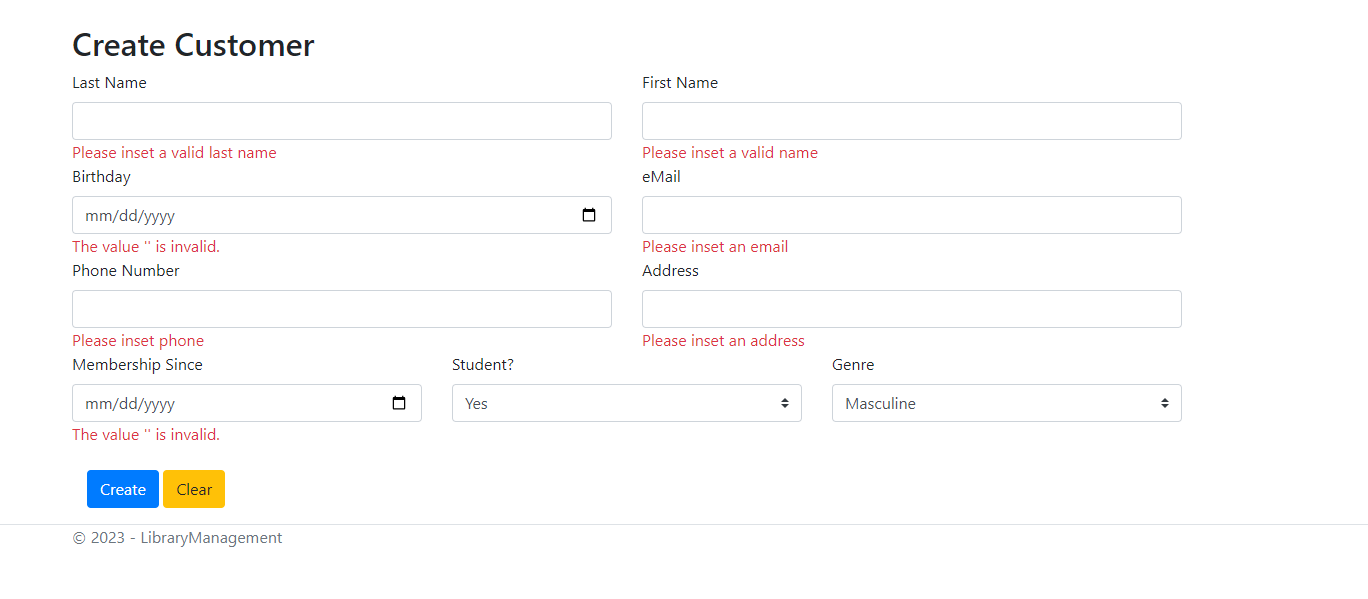 Create Customer
Last Name First Name
Please inset a valid last name Please inset a valid name
Birthday eMail
mm/dd/yyyy
The value '' is invalid. Please inset an email
Phone Number Address
Please inset phone Please inset an address
Membership Since Student? Genre
mm/dd/yyyy Yes Masculine
The value '' is invalid.
Create Clear
© 2023 - LibraryManagement